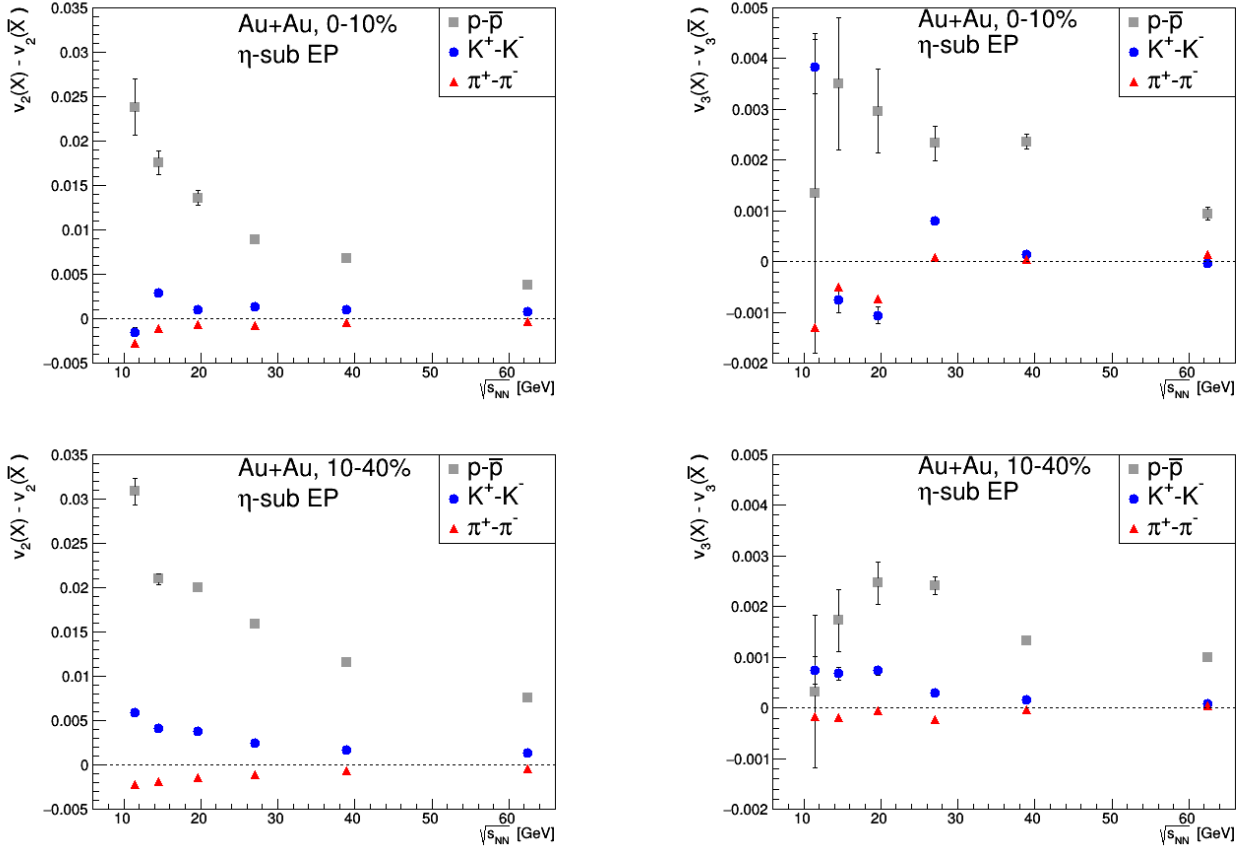 v₂(X) - v₂(X̅)
0.035
0.03
0.025
0.02
0.015
0.01
0.005
0
−0.005
Au+Au, 0-10%
η-sub EP
p-p̅
K⁺-K⁻
π⁺-π⁻
10 20 30 40 50 60
√s_NN [GeV]
v₃(X) - v₃(X̅)
0.005
0.004
0.003
0.002
0.001
0
−0.001
−0.002
Au+Au, 0-10%
η-sub EP
p-p̅
K⁺-K⁻
π⁺-π⁻
10 20 30 40 50 60
√s_NN [GeV]
v₂(X) - v₂(X̅)
0.035
0.03
0.025
0.02
0.015
0.01
0.005
0
−0.005
Au+Au, 10-40%
η-sub EP
p-p̅
K⁺-K⁻
π⁺-π⁻
10 20 30 40 50 60
√s_NN [GeV]
v₃(X) - v₃(X̅)
0.005
0.004
0.003
0.002
0.001
0
−0.001
−0.002
Au+Au, 10-40%
η-sub EP
p-p̅
K⁺-K⁻
π⁺-π⁻
10 20 30 40 50 60
√s_NN [GeV]